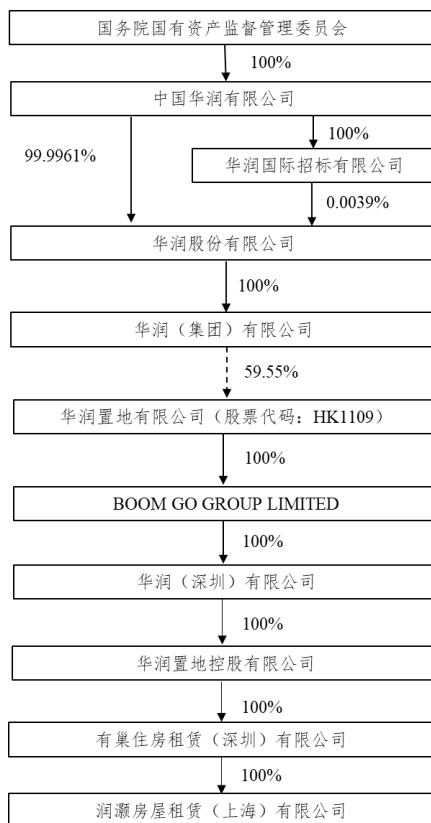 国务院国有资产监督管理委员会
100%
中国华润有限公司
99.9961%
100%
华润国际招标有限公司
0.0039%
华润股份有限公司
100%
华润（集团）有限公司
59.55%
华润置地有限公司（股票代码：HK1109）
100%
BOOM GO GROUP LIMITED
100%
华润（深圳）有限公司
100%
华润置地控股有限公司
100%
有巢住房租赁（深圳）有限公司
100%
润灏房屋租赁（上海）有限公司